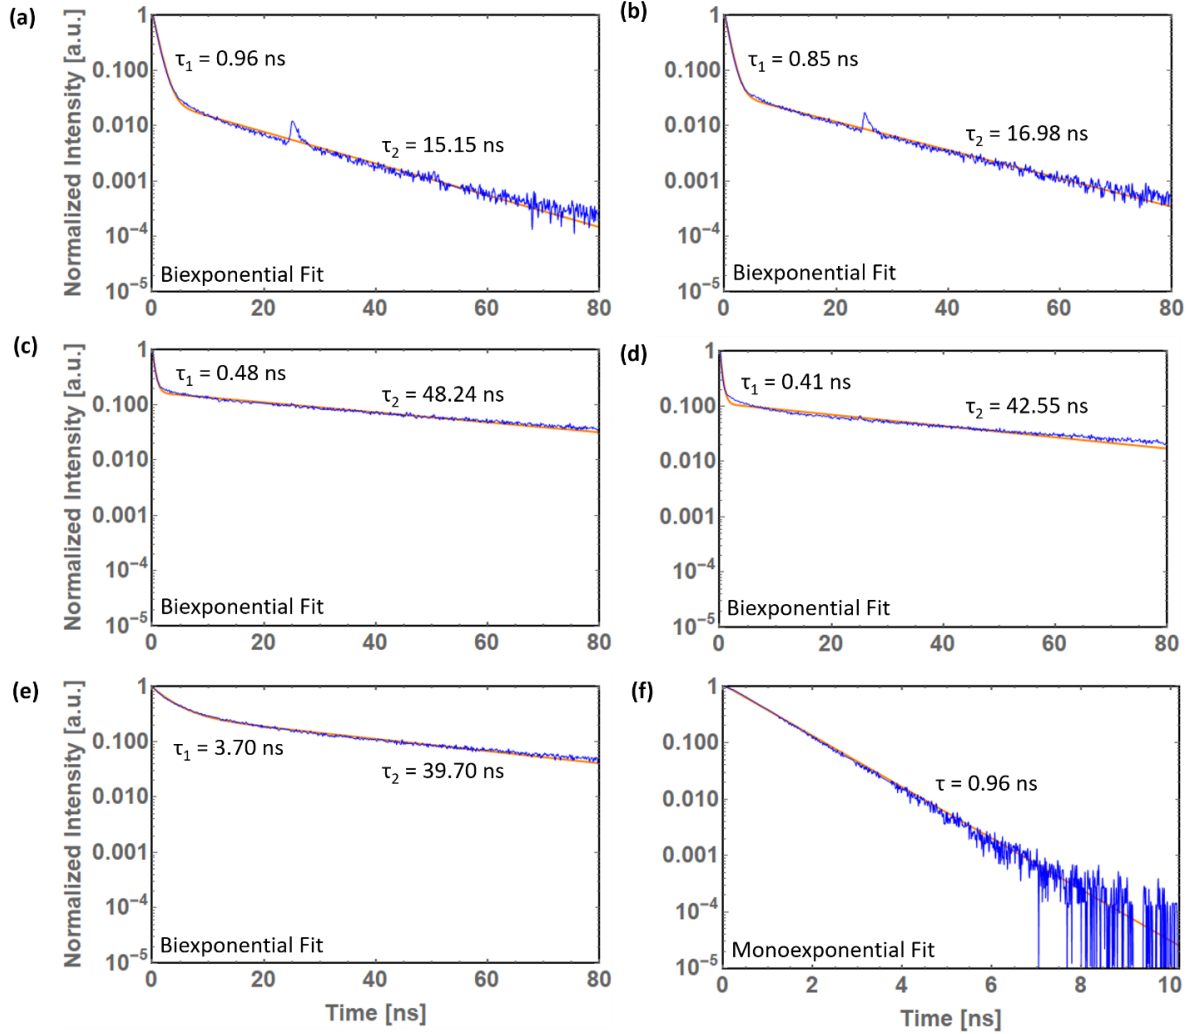 (a)
Normalized Intensity [a.u.]
1
0.100
0.010
0.001
10⁻⁴
10⁻⁵
τ₁ = 0.96 ns
τ₂ = 15.15 ns
Biexponential Fit
0 20 40 60 80
(b)
1
0.100
0.010
0.001
10⁻⁴
10⁻⁵
τ₁ = 0.85 ns
τ₂ = 16.98 ns
Biexponential Fit
0 20 40 60 80
(c)
Normalized Intensity [a.u.]
1
0.100
0.010
0.001
10⁻⁴
10⁻⁵
τ₁ = 0.48 ns
τ₂ = 48.24 ns
Biexponential Fit
0 20 40 60 80
(d)
1
0.100
0.010
0.001
10⁻⁴
10⁻⁵
τ₁ = 0.41 ns
τ₂ = 42.55 ns
Biexponential Fit
0 20 40 60 80
(e)
Normalized Intensity [a.u.]
1
0.100
0.010
0.001
10⁻⁴
10⁻⁵
τ₁ = 3.70 ns
τ₂ = 39.70 ns
Biexponential Fit
0 20 40 60 80
Time [ns]
(f)
1
0.100
0.010
0.001
10⁻⁴
10⁻⁵
τ = 0.96 ns
Monoexponential Fit
0 2 4 6 8 10
Time [ns]